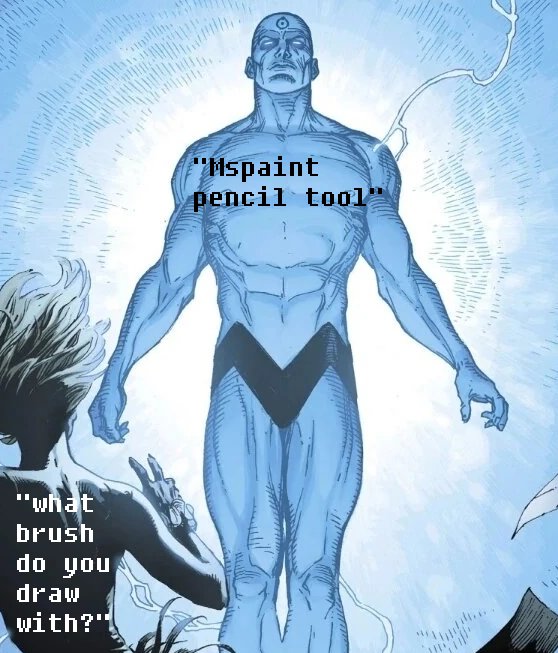 "Mspaint
pencil tool"
"what
brush
do you
draw
with?"